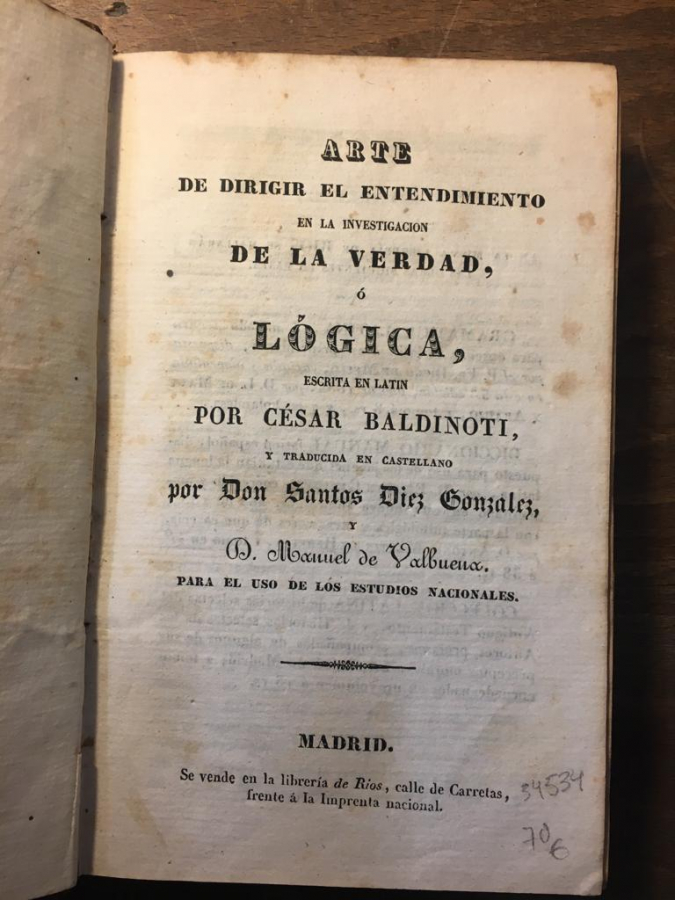 ARTE
DE DIRIGIR EL ENTENDIMIENTO
EN LA INVESTIGACION
DE LA VERDAD,
ó
LÓGICA,
ESCRITA EN LATIN
POR CÉSAR BALDINOTI,
Y TRADUCIDA EN CASTELLANO
por Don Santos Diez Gonzalez,
Y
D. Manuel de Valbuena.
PARA EL USO DE LOS ESTUDIOS NACIONALES.
MADRID.
Se vende en la librería de Rios, calle de Carretas,
frente á la Imprenta nacional.
34534
70
6